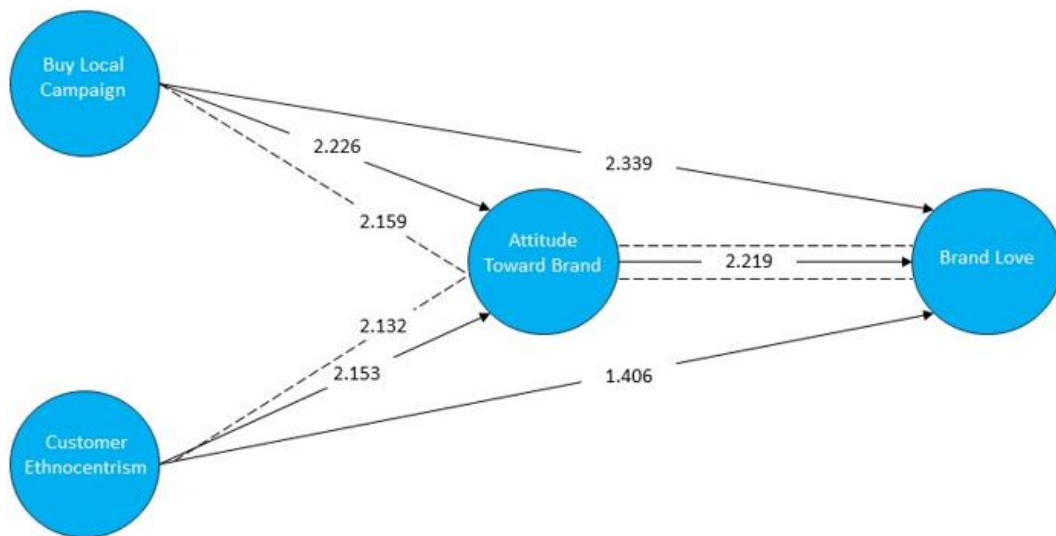 Buy Local
Campaign
2.226
2.339
2.159
Attitude
Toward Brand
2.219
Brand Love
2.132
2.153
1.406
Customer
Ethnocentrism